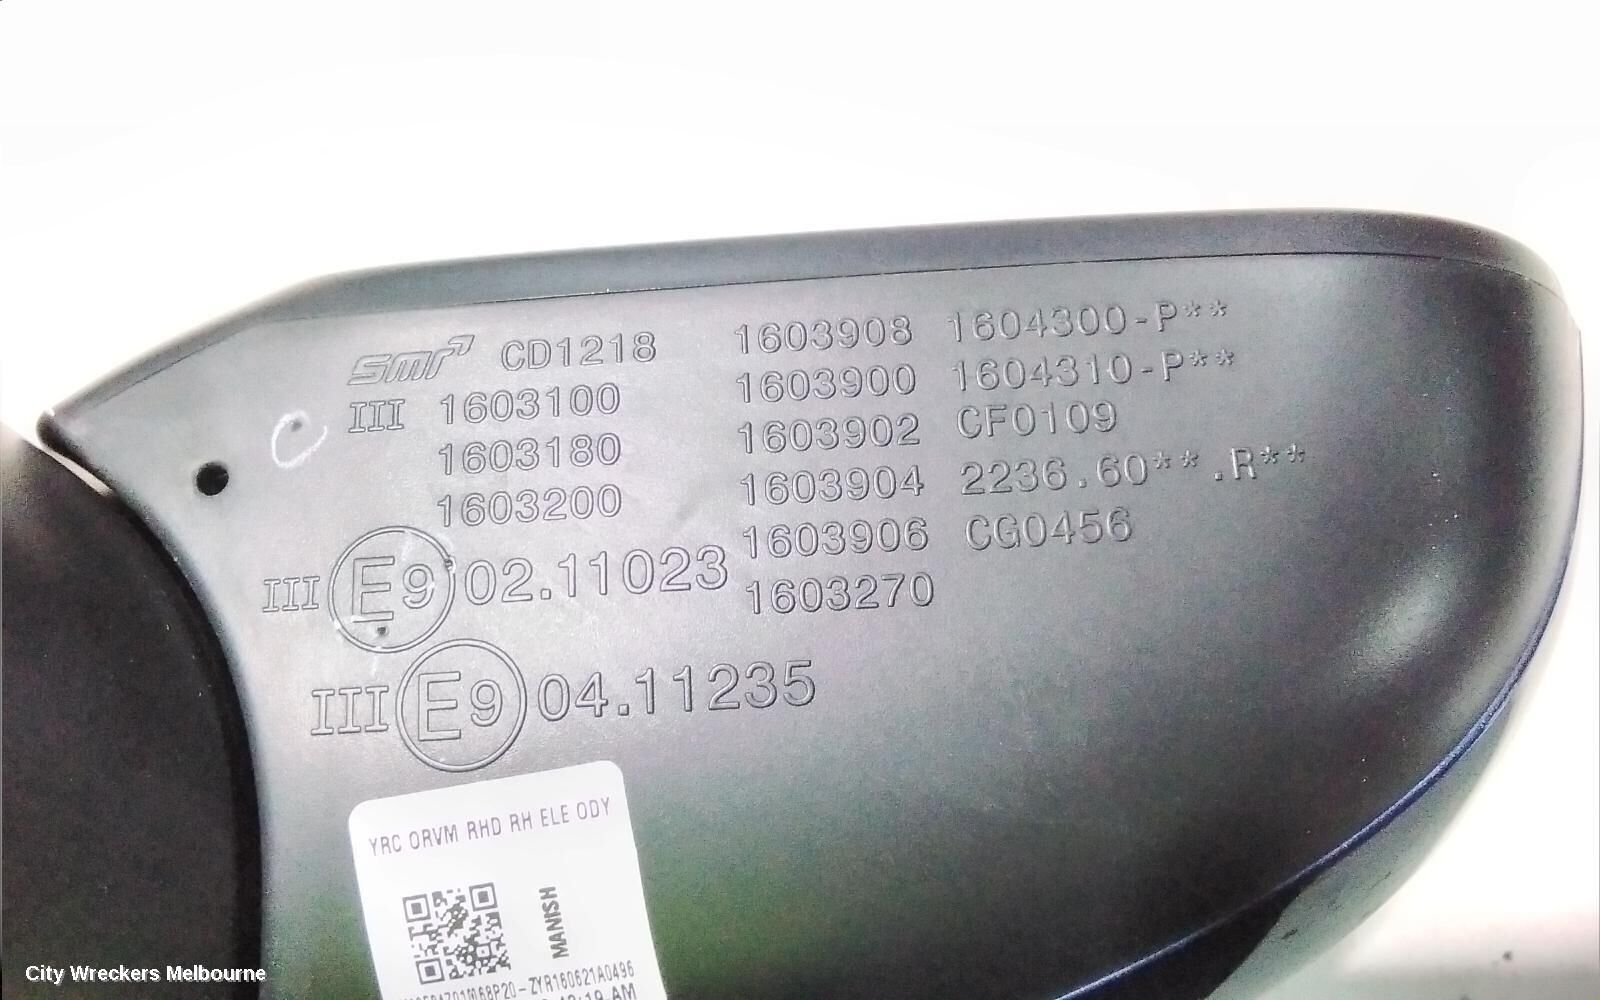 smr CD1218
III 1603100
1603180
1603200
III E9 02.11023
III E9 04.11235
1603908
1603900
1603902
1603904
1603906
1603270
1604300-P**
1604310-P**
CF0109
2236.60**.R**
CG0456
YRC ORVM RHD RH ELE ODY
MANISH
City Wreckers Melbourne